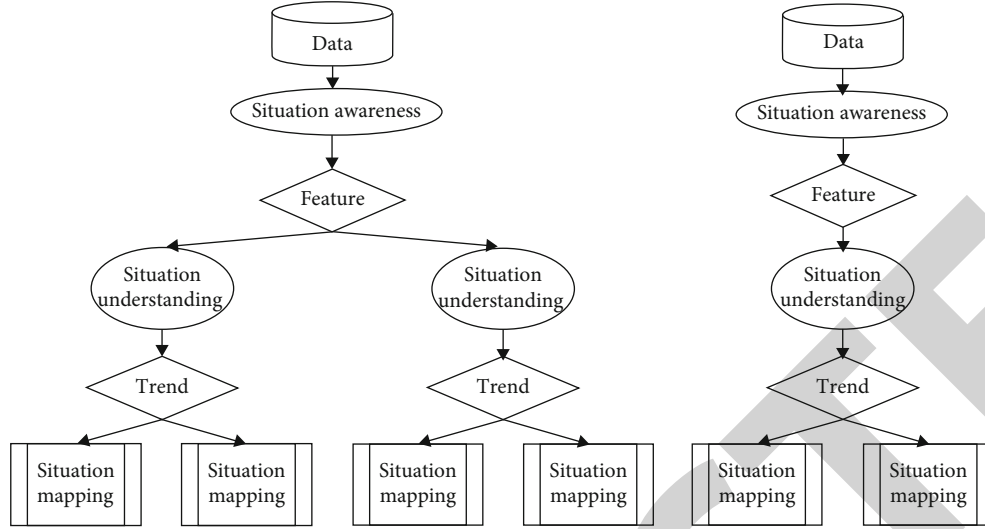 Data
Data
Situation awareness
Situation awareness
Feature
Feature
Situation
understanding
Situation
understanding
Situation
understanding
Trend
Trend
Trend
Situation
mapping
Situation
mapping
Situation
mapping
Situation
mapping
Situation
mapping
Situation
mapping